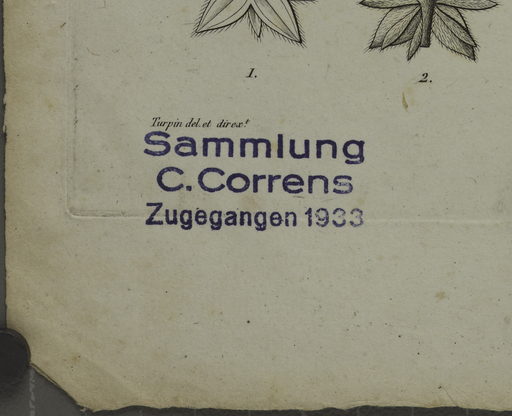 1. 2.
Turpin del. et direx.t
Sammlung
C. Correns
Zugegangen 1933